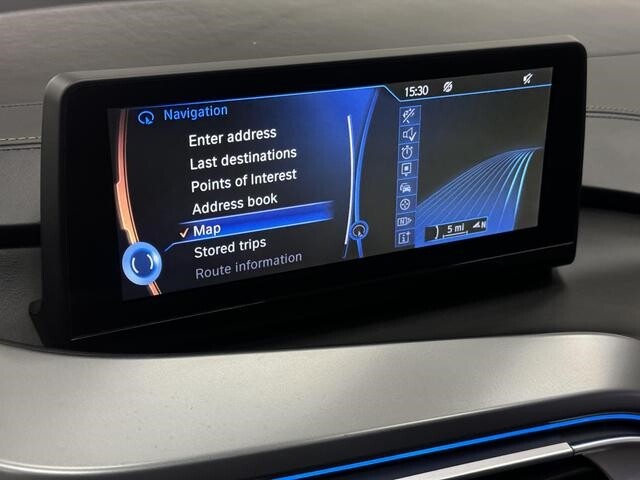 Navigation
15:30
Enter address
Last destinations
Points of Interest
Address book
Map
Stored trips
Route information
5 mi
N